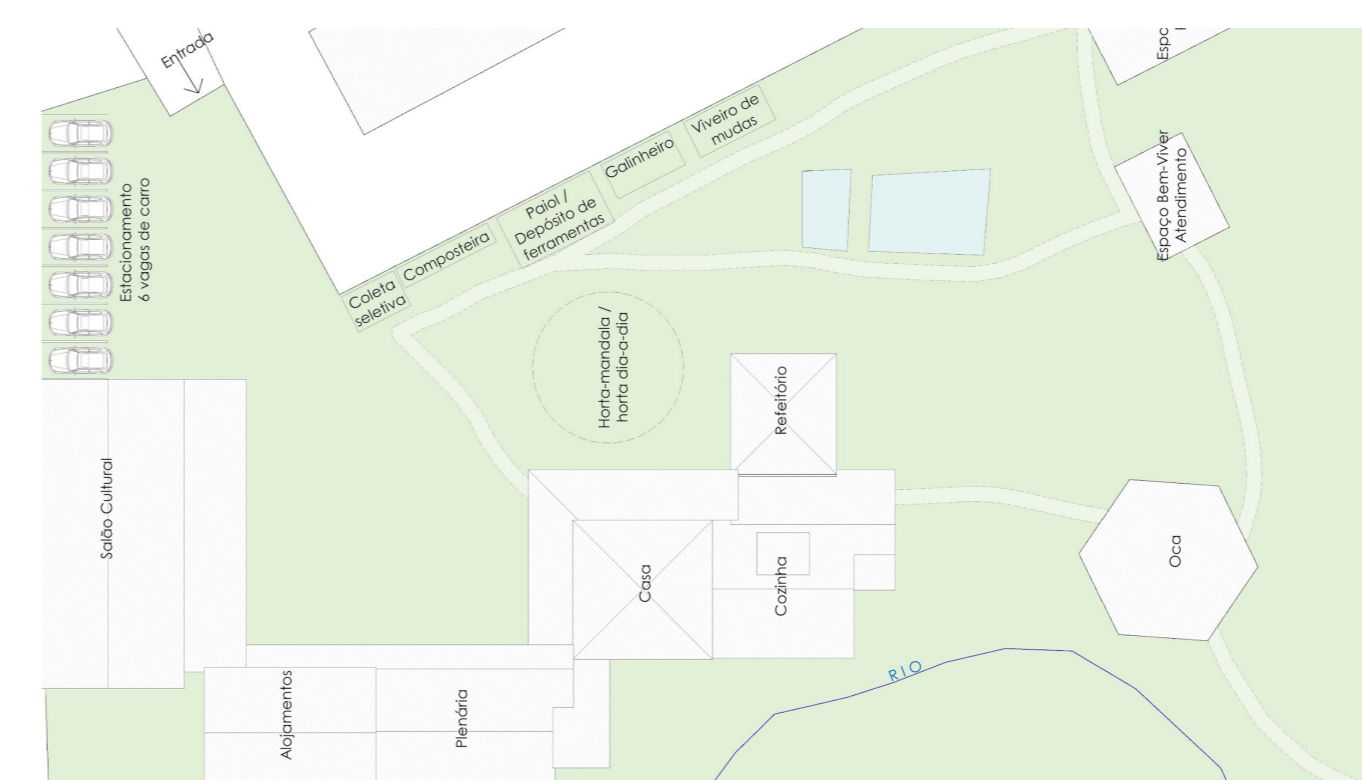 Entrada
Estacionamento
6 vagas de carro
Coleta
seletiva
Composteira
Paiol /
Depósito de
ferramentas
Galinheiro
Viveiro de
mudas
Espaço Bem-Viver
Atendimento
Horta-mandala /
horta dia-a-dia
Refeitório
Salão Cultural
Casa
Cozinha
Oca
RIO
Alojamentos
Plenária